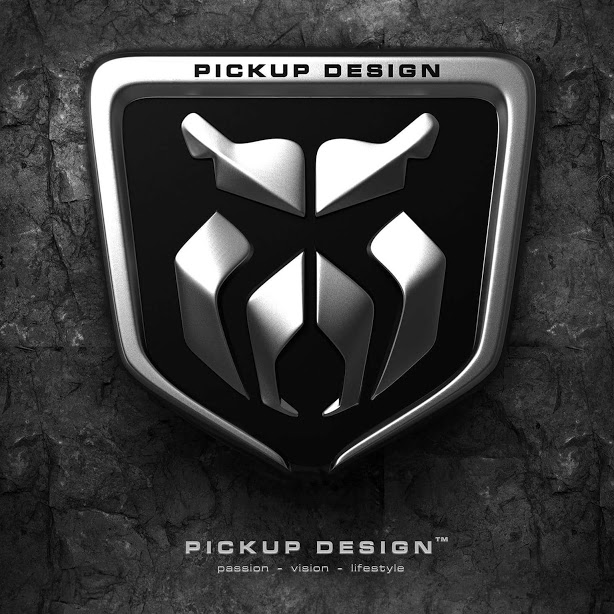 PICKUP DESIGN
PICKUP DESIGN™
passion - vision - lifestyle